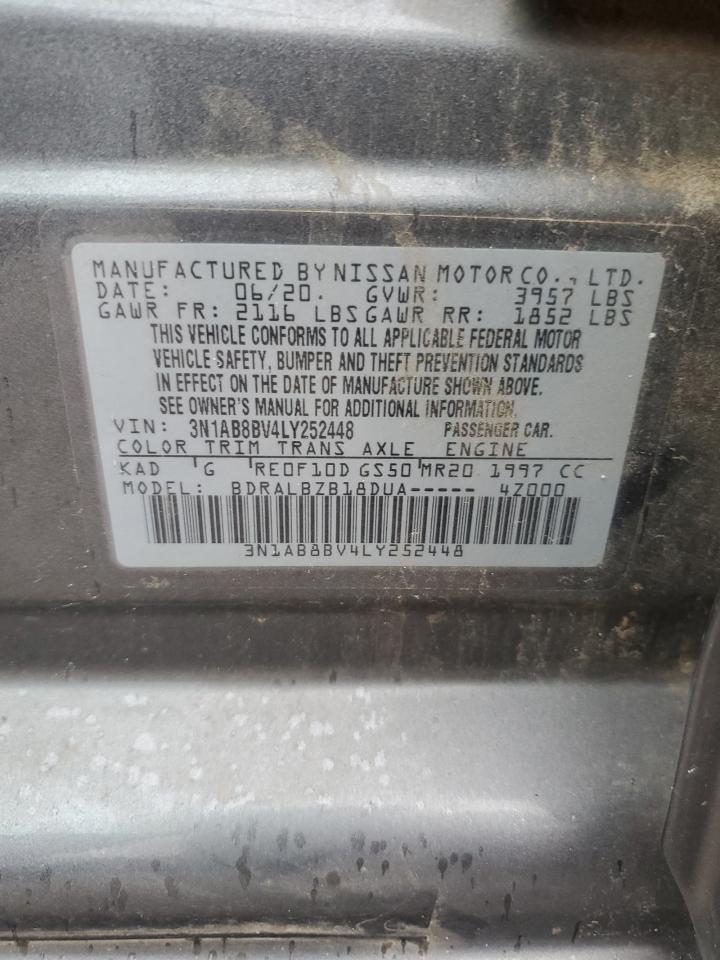 MANUFACTURED BY NISSAN MOTOR CO., LTD.
DATE: 06/20. GVWR: 3957 LBS
GAWR FR: 2116 LBS GAWR RR: 1852 LBS
THIS VEHICLE CONFORMS TO ALL APPLICABLE FEDERAL MOTOR
VEHICLE SAFETY, BUMPER AND THEFT PREVENTION STANDARDS
IN EFFECT ON THE DATE OF MANUFACTURE SHOWN ABOVE.
SEE OWNER'S MANUAL FOR ADDITIONAL INFORMATION.
VIN: 3N1AB8BV4LY252448 PASSENGER CAR.
COLOR TRIM TRANS AXLE ENGINE
KAD 'G 'RE0F10D GS50'MR20 1997 CC
MODEL: BDRALBZB18DUA----- 4Z000
3N1AB8BV4LY252448